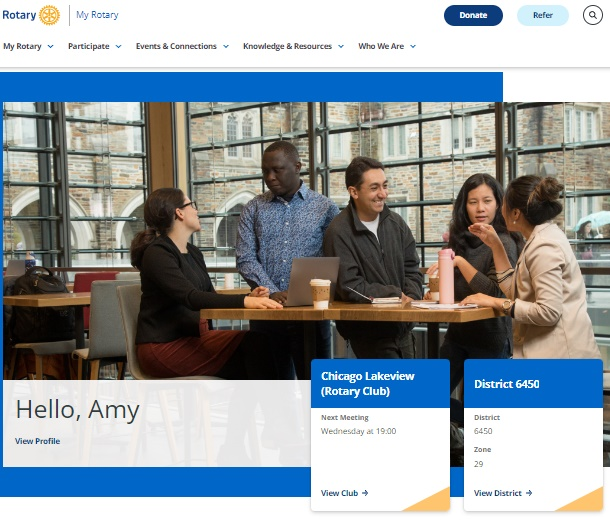 Rotary
My Rotary
Donate
Refer
My Rotary
Participate
Events & Connections
Knowledge & Resources
Who We Are
Hello, Amy
View Profile
Chicago Lakeview
(Rotary Club)
Next Meeting
Wednesday at 19:00
View Club →
District 6450
District
6450
Zone
29
View District →